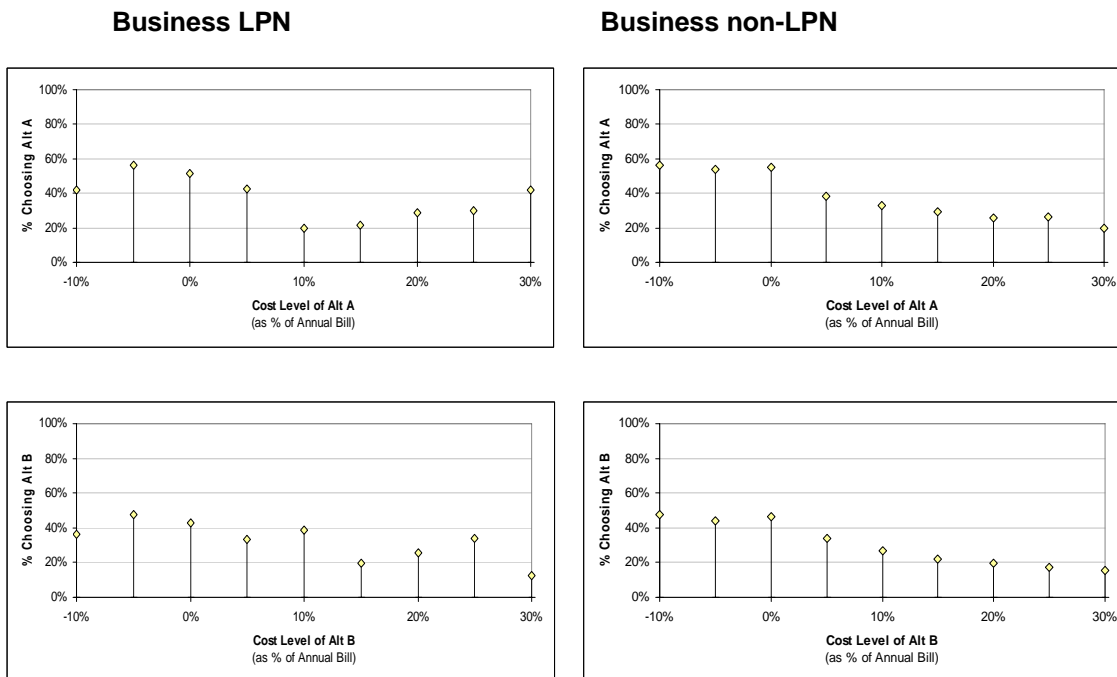 Business LPN
Business non-LPN
% Choosing Alt A
100%
80%
60%
40%
20%
0%
-10% 0% 10% 20% 30%
Cost Level of Alt A
(as % of Annual Bill)
% Choosing Alt A
100%
80%
60%
40%
20%
0%
-10% 0% 10% 20% 30%
Cost Level of Alt A
(as % of Annual Bill)
% Choosing Alt B
100%
80%
60%
40%
20%
0%
-10% 0% 10% 20% 30%
Cost Level of Alt B
(as % of Annual Bill)
% Choosing Alt B
100%
80%
60%
40%
20%
0%
-10% 0% 10% 20% 30%
Cost Level of Alt B
(as % of Annual Bill)